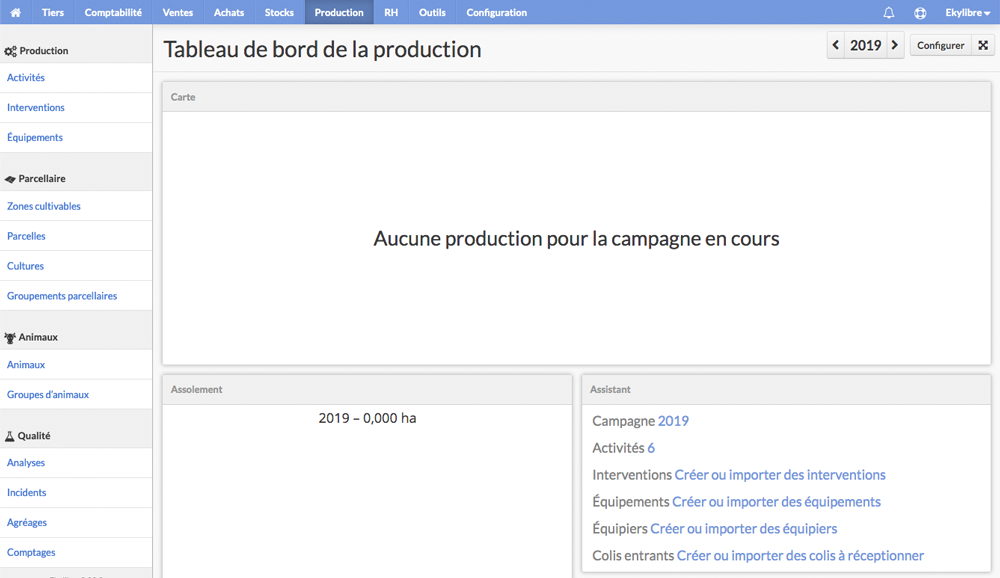 Tiers Comptabilité Ventes Achats Stocks Production RH Outils Configuration Ekylibre
Production
Activités
Interventions
Équipements
Parcellaire
Zones cultivables
Parcelles
Cultures
Groupements parcellaires
Animaux
Animaux
Groupes d'animaux
Qualité
Analyses
Incidents
Agréages
Comptages
Tableau de bord de la production
2019
Configurer
Carte
Aucune production pour la campagne en cours
Assolement
2019 – 0,000 ha
Assistant
Campagne 2019
Activités 6
Interventions Créer ou importer des interventions
Équipements Créer ou importer des équipements
Équipiers Créer ou importer des équipiers
Colis entrants Créer ou importer des colis à réceptionner